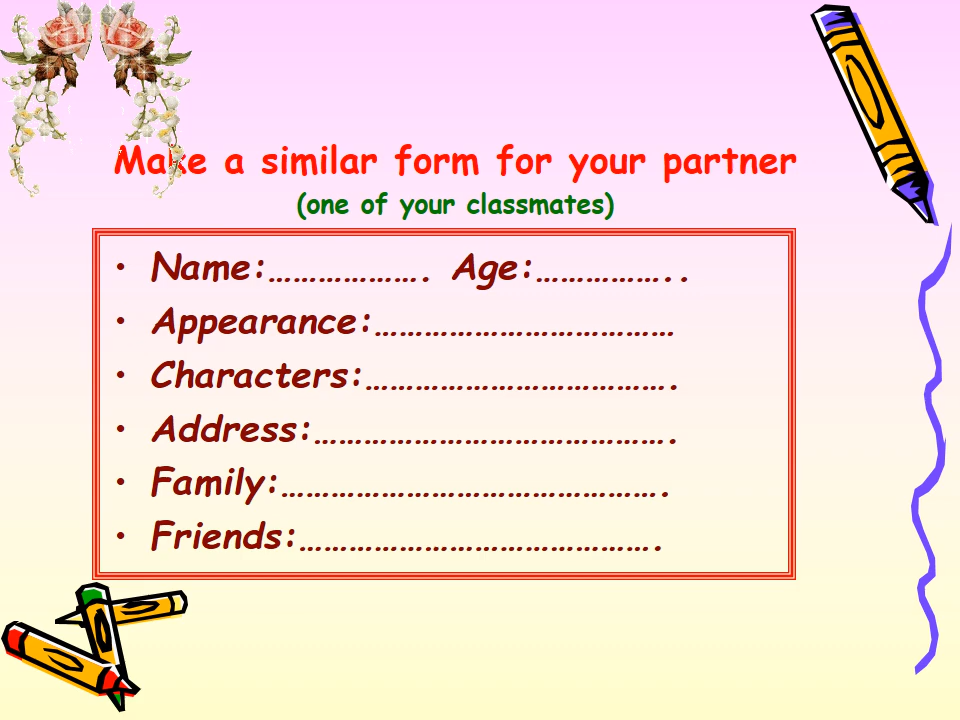 Make a similar form for your partner
(one of your classmates)
• Name:………………. Age:……………..
• Appearance:………………………………
• Characters:……………………………….
• Address:…………………………………….
• Family:……………………………………….
• Friends:…………………………………….